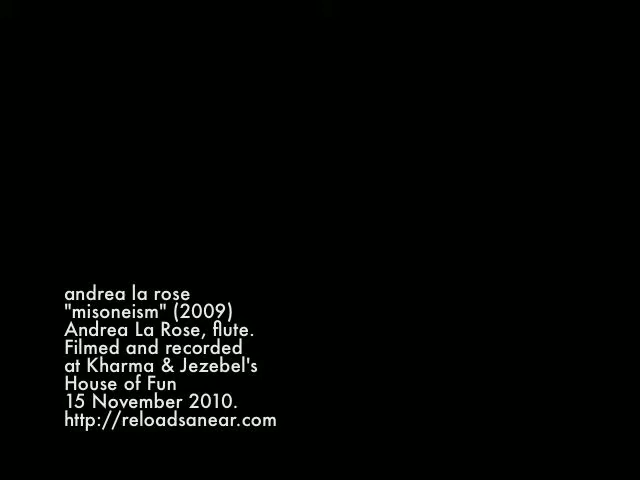 andrea la rose
"misoneism" (2009)
Andrea La Rose, flute.
Filmed and recorded
at Kharma & Jezebel's
House of Fun
15 November 2010.
http://reloadsanear.com